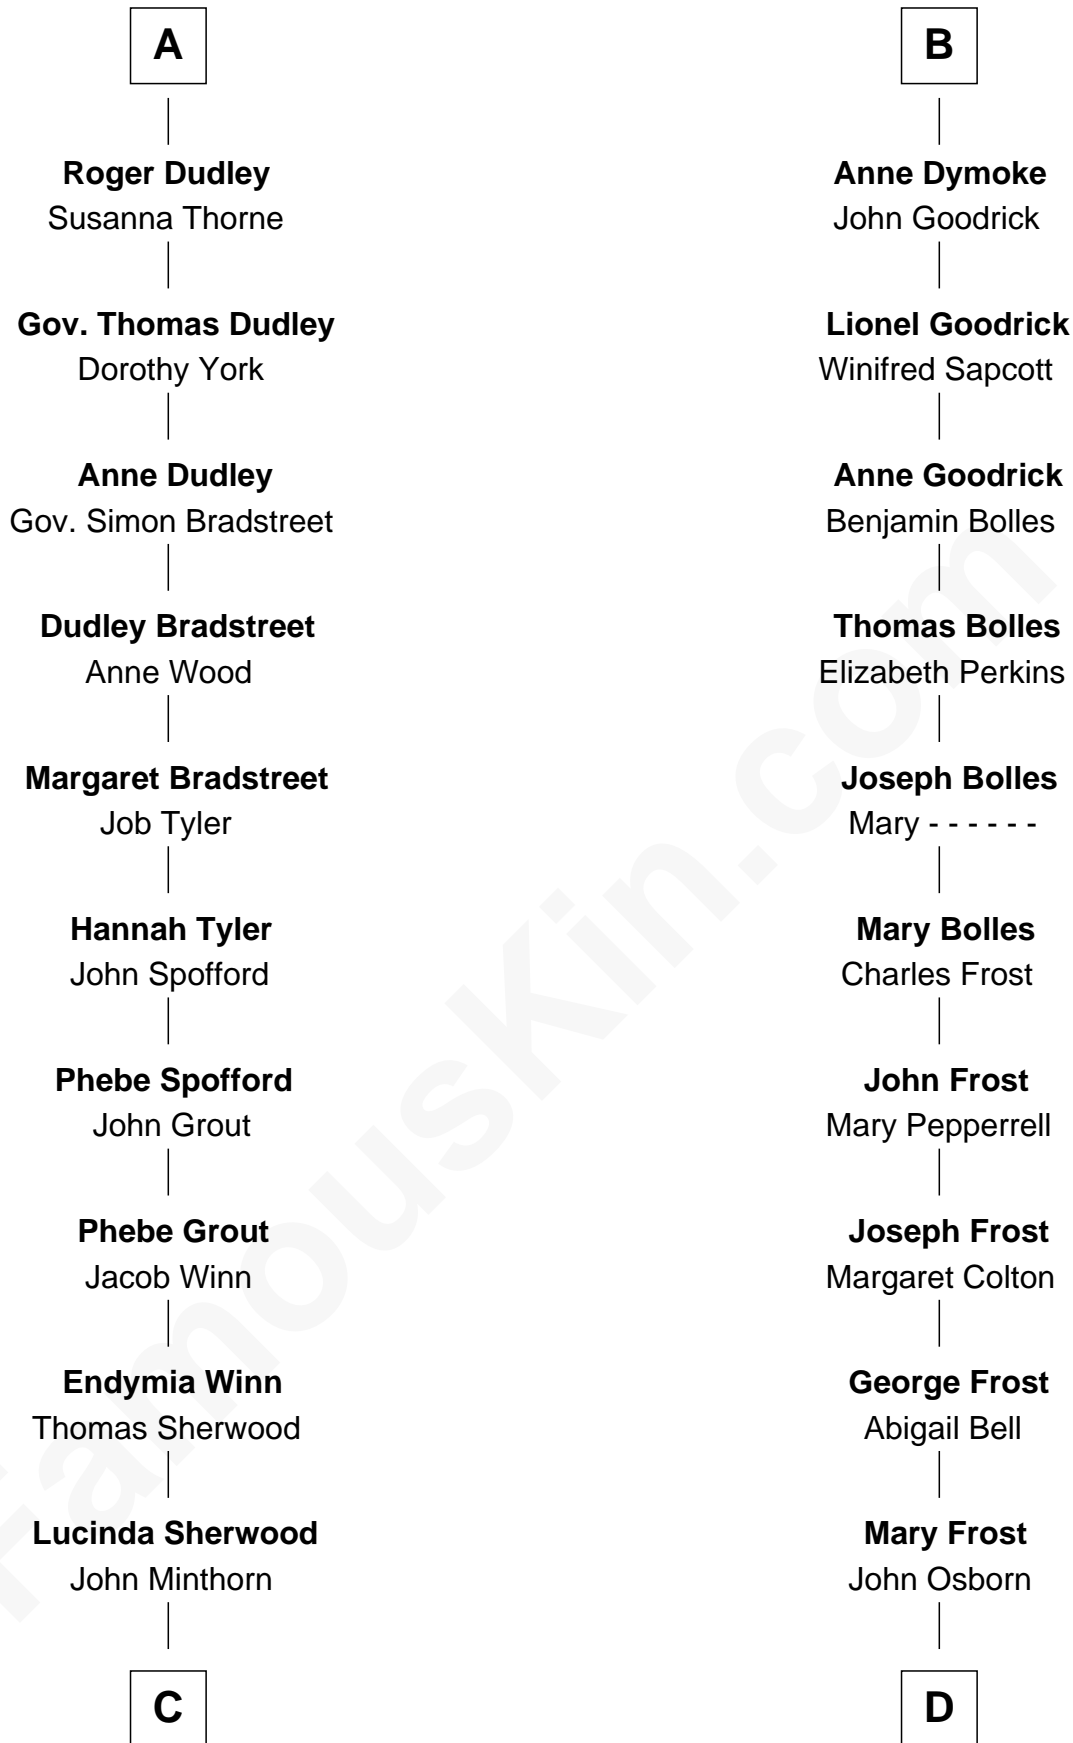 A
Roger Dudley
Susanna Thorne
Gov. Thomas Dudley
Dorothy York
Anne Dudley
Gov. Simon Bradstreet
Dudley Bradstreet
Anne Wood
Margaret Bradstreet
Job Tyler
Hannah Tyler
John Spofford
Phebe Spofford
John Grout
Phebe Grout
Jacob Winn
Endymia Winn
Thomas Sherwood
Lucinda Sherwood
John Minthorn
C
B
Anne Dymoke
John Goodrick
Lionel Goodrick
Winifred Sapcott
Anne Goodrick
Benjamin Bolles
Thomas Bolles
Elizabeth Perkins
Joseph Bolles
Mary - - - - - -
Mary Bolles
Charles Frost
John Frost
Mary Pepperrell
Joseph Frost
Margaret Colton
George Frost
Abigail Bell
Mary Frost
John Osborn
D
FamousKin.com